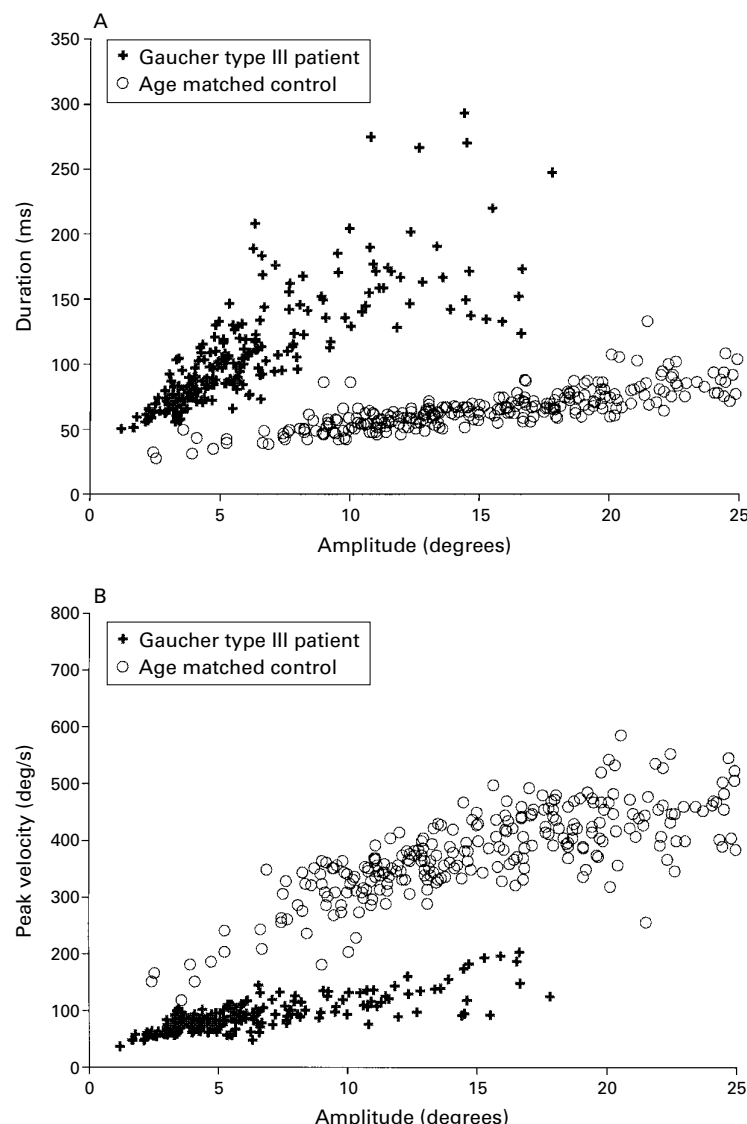 A
350
300
250
200
150
100
50
0
Duration (ms)
Gaucher type III patient
Age matched control
0 5 10 15 20 25
Amplitude (degrees)
B
800
700
600
500
400
300
200
100
0
Peak velocity (deg/s)
Gaucher type III patient
Age matched control
0 5 10 15 20 25
Amplitude (degrees)